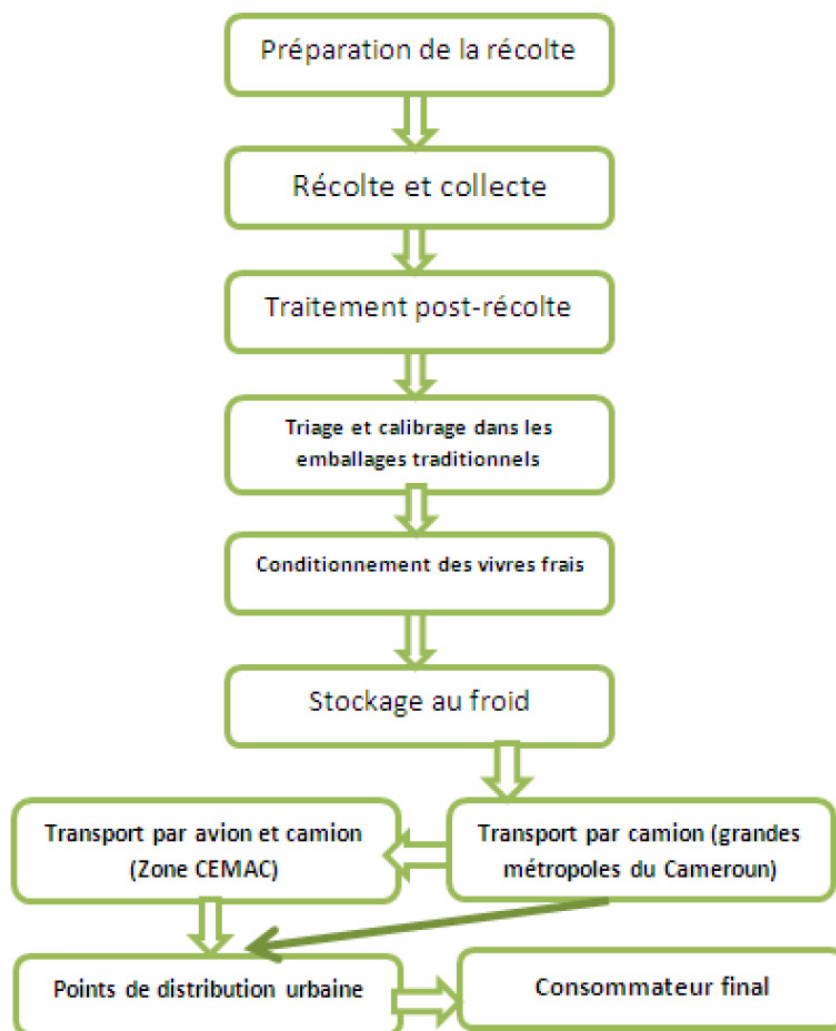 Préparation de la récolte
Récolte et collecte
Traitement post-récolte
Triage et calibrage dans les
emballages traditionnels
Conditionnement des vivres frais
Stockage au froid
Transport par avion et camion
(Zone CEMAC)
Transport par camion (grandes
métropoles du Cameroun)
Points de distribution urbaine
Consommateur final